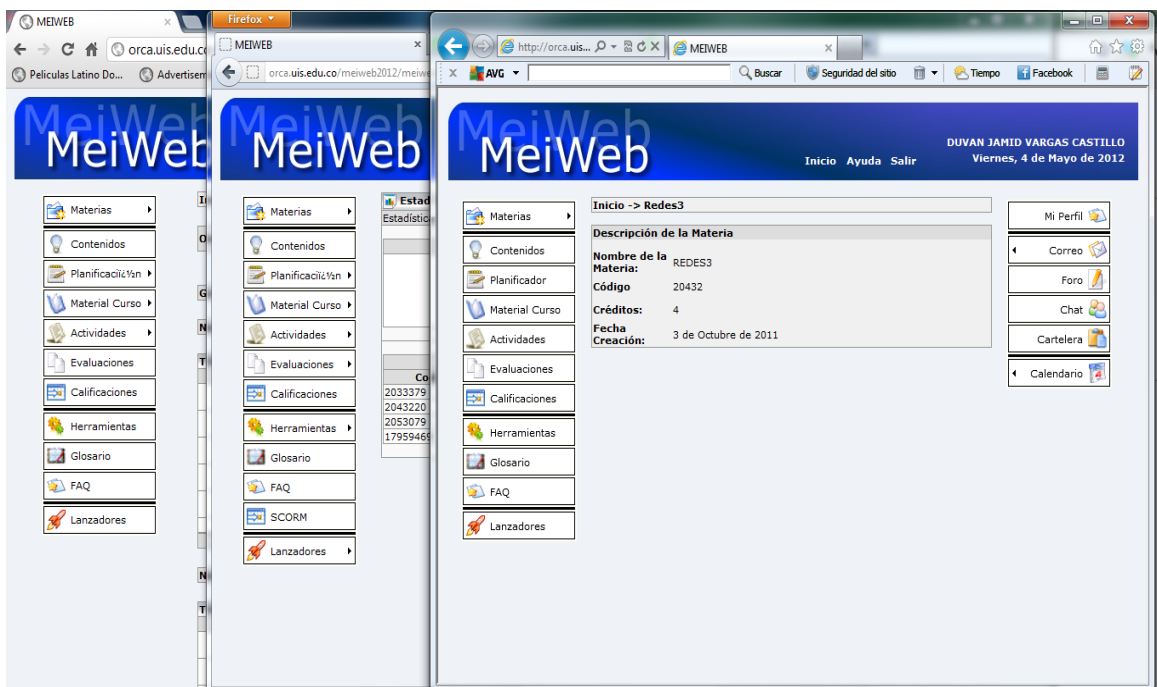 MEIWEB
orca.uis.edu.co
Peliculas Latino Do...
Advertisem
MeiWeb
MeiWeb
Materias
Contenidos
Planificaciï¿½n
Material Curso
Actividades
Evaluaciones
Calificaciones
Herramientas
Glosario
FAQ
Lanzadores
Firefox
MEIWEB
orca.uis.edu.co/meiweb2012/meiwe
MeiWeb
MeiWeb
Materias
Contenidos
Planificaciï¿½n
Material Curso
Actividades
Evaluaciones
Calificaciones
Herramientas
Glosario
FAQ
SCORM
Lanzadores
Estad
Estadística
Co
2033379
2043220
2053079
17959469
http://orca.uis...
MEIWEB
AVG
Buscar
Seguridad del sitio
Tiempo
Facebook
MeiWeb
MeiWeb
Inicio Ayuda Salir
DUVAN JAMID VARGAS CASTILLO
Viernes, 4 de Mayo de 2012
Materias
Contenidos
Planificador
Material Curso
Actividades
Evaluaciones
Calificaciones
Herramientas
Glosario
FAQ
Lanzadores
Inicio -> Redes3
Descripción de la Materia
Nombre de la Materia: REDES3
Código 20432
Créditos: 4
Fecha Creación: 3 de Octubre de 2011
Mi Perfil
Correo
Foro
Chat
Cartelera
Calendario